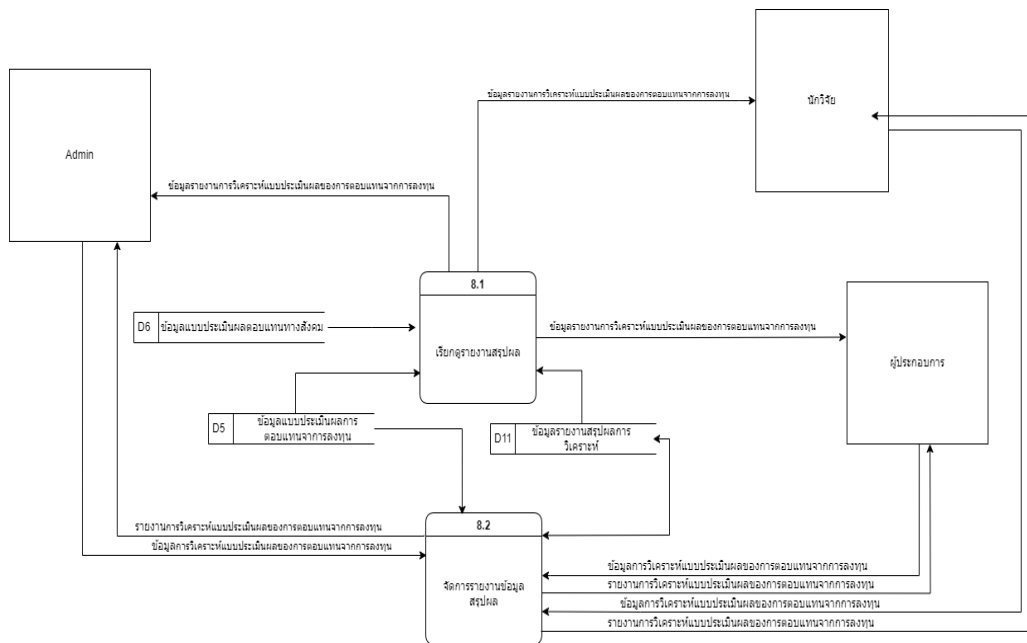 นักวิจัย
ข้อมูลรายงานการวิเคราะห์แบบประเมินผลของการตอบแทนจากการลงทุน
Admin
ข้อมูลรายงานการวิเคราะห์แบบประเมินผลของการตอบแทนจากการลงทุน
8.1
เรียกดูรายงานสรุปผล
D6
ข้อมูลแบบประเมินผลตอบแทนทางสังคม
ข้อมูลรายงานการวิเคราะห์แบบประเมินผลของการตอบแทนจากการลงทุน
ผู้ประกอบการ
D5
ข้อมูลแบบประเมินผลการ
ตอบแทนจาการลงทุน
D11
ข้อมูลรายงานสรุปผลการ
วิเคราะห์
8.2
จัดการรายงานข้อมูล
สรุปผล
รายงานการวิเคราะห์แบบประเมินผลของการตอบแทนจากการลงทุน
ข้อมูลการวิเคราะห์แบบประเมินผลของการตอบแทนจากการลงทุน
ข้อมูลการวิเคราะห์แบบประเมินผลของการตอบแทนจากการลงทุน
รายงานการวิเคราะห์แบบประเมินผลของการตอบแทนจากการลงทุน
ข้อมูลการวิเคราะห์แบบประเมินผลของการตอบแทนจากการลงทุน
รายงานการวิเคราะห์แบบประเมินผลของการตอบแทนจากการลงทุน